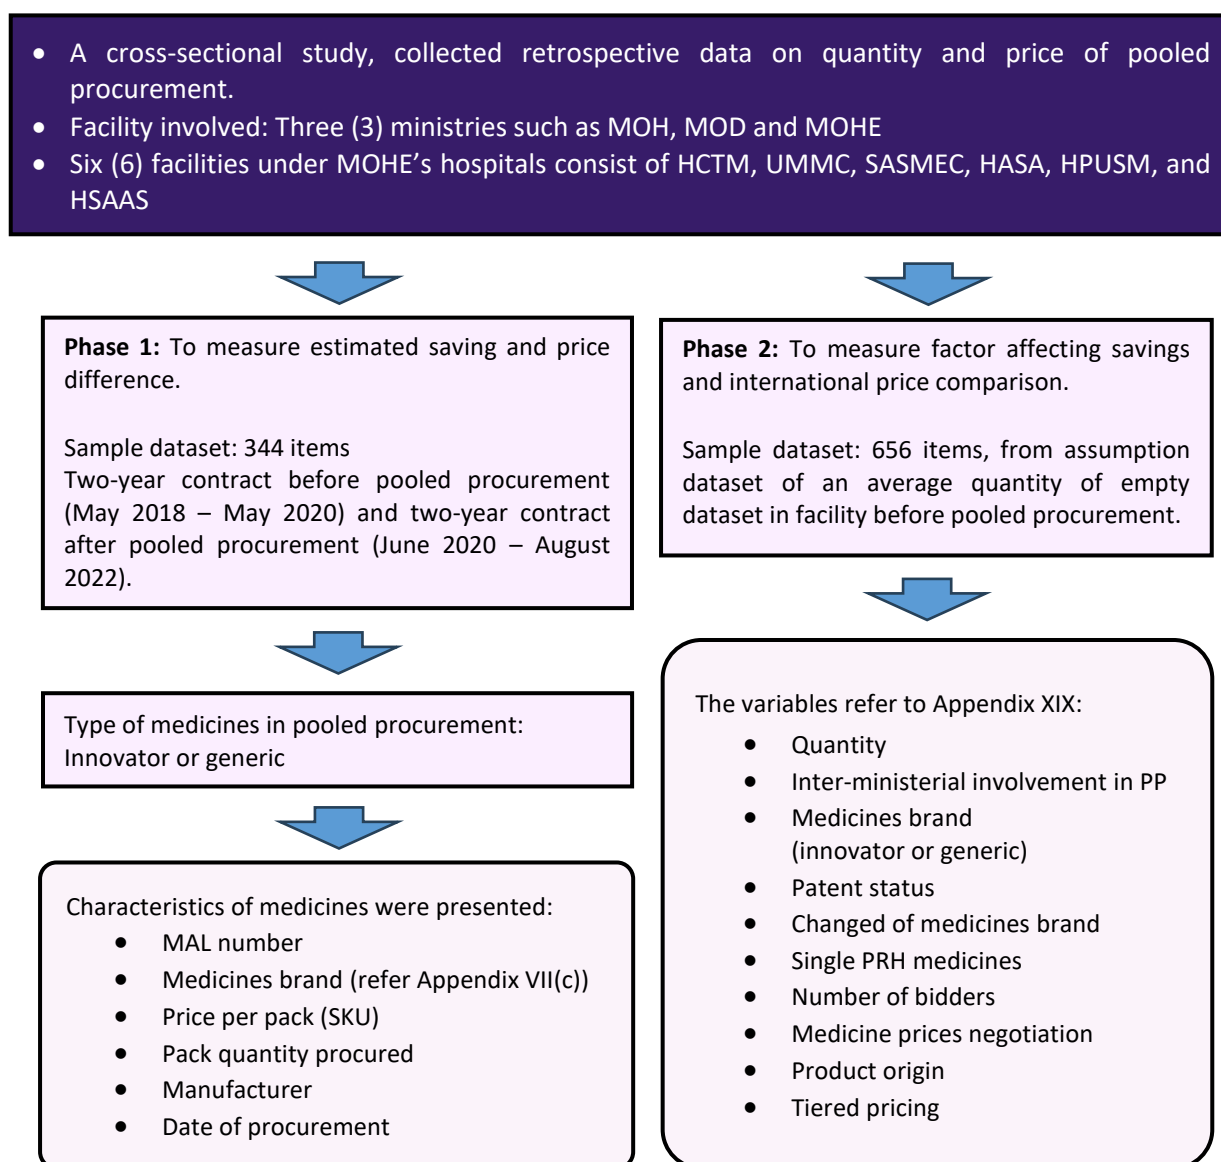 • A cross-sectional study, collected retrospective data on quantity and price of pooled
procurement.
• Facility involved: Three (3) ministries such as MOH, MOD and MOHE
• Six (6) facilities under MOHE’s hospitals consist of HCTM, UMMC, SASMEC, HASA, HPUSM, and
HSAAS
Phase 1: To measure estimated saving and price
difference.
Sample dataset: 344 items
Two-year contract before pooled procurement
(May 2018 – May 2020) and two-year contract
after pooled procurement (June 2020 – August
2022).
Type of medicines in pooled procurement:
Innovator or generic
Characteristics of medicines were presented:
• MAL number
• Medicines brand (refer Appendix VII(c))
• Price per pack (SKU)
• Pack quantity procured
• Manufacturer
• Date of procurement
Phase 2: To measure factor affecting savings
and international price comparison.
Sample dataset: 656 items, from assumption
dataset of an average quantity of empty
dataset in facility before pooled procurement.
The variables refer to Appendix XIX:
• Quantity
• Inter-ministerial involvement in PP
• Medicines brand
(innovator or generic)
• Patent status
• Changed of medicines brand
• Single PRH medicines
• Number of bidders
• Medicine prices negotiation
• Product origin
• Tiered pricing